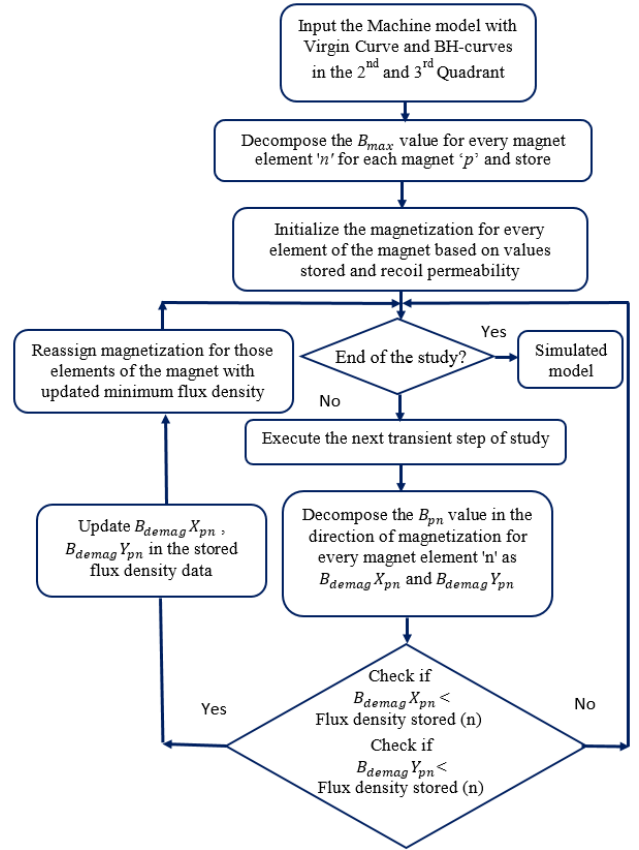 Input the Machine model with
Virgin Curve and BH-curves
in the 2nd and 3rd Quadrant
Decompose the Bmax value for every magnet
element 'n' for each magnet ‘p’ and store
Initialize the magnetization for every
element of the magnet based on values
stored and recoil permeability
End of the study?
Yes
Simulated
model
No
Execute the next transient step of study
Decompose the Bpn value in the
direction of magnetization for
every magnet element 'n' as
BdemagXpn and BdemagYpn
Check if
BdemagXpn<
Flux density stored (n)
Check if
BdemagYpn<
Flux density stored (n)
No
Yes
Update BdemagXpn ,
BdemagYpn in the stored
flux density data
Reassign magnetization for those
elements of the magnet with
updated minimum flux density